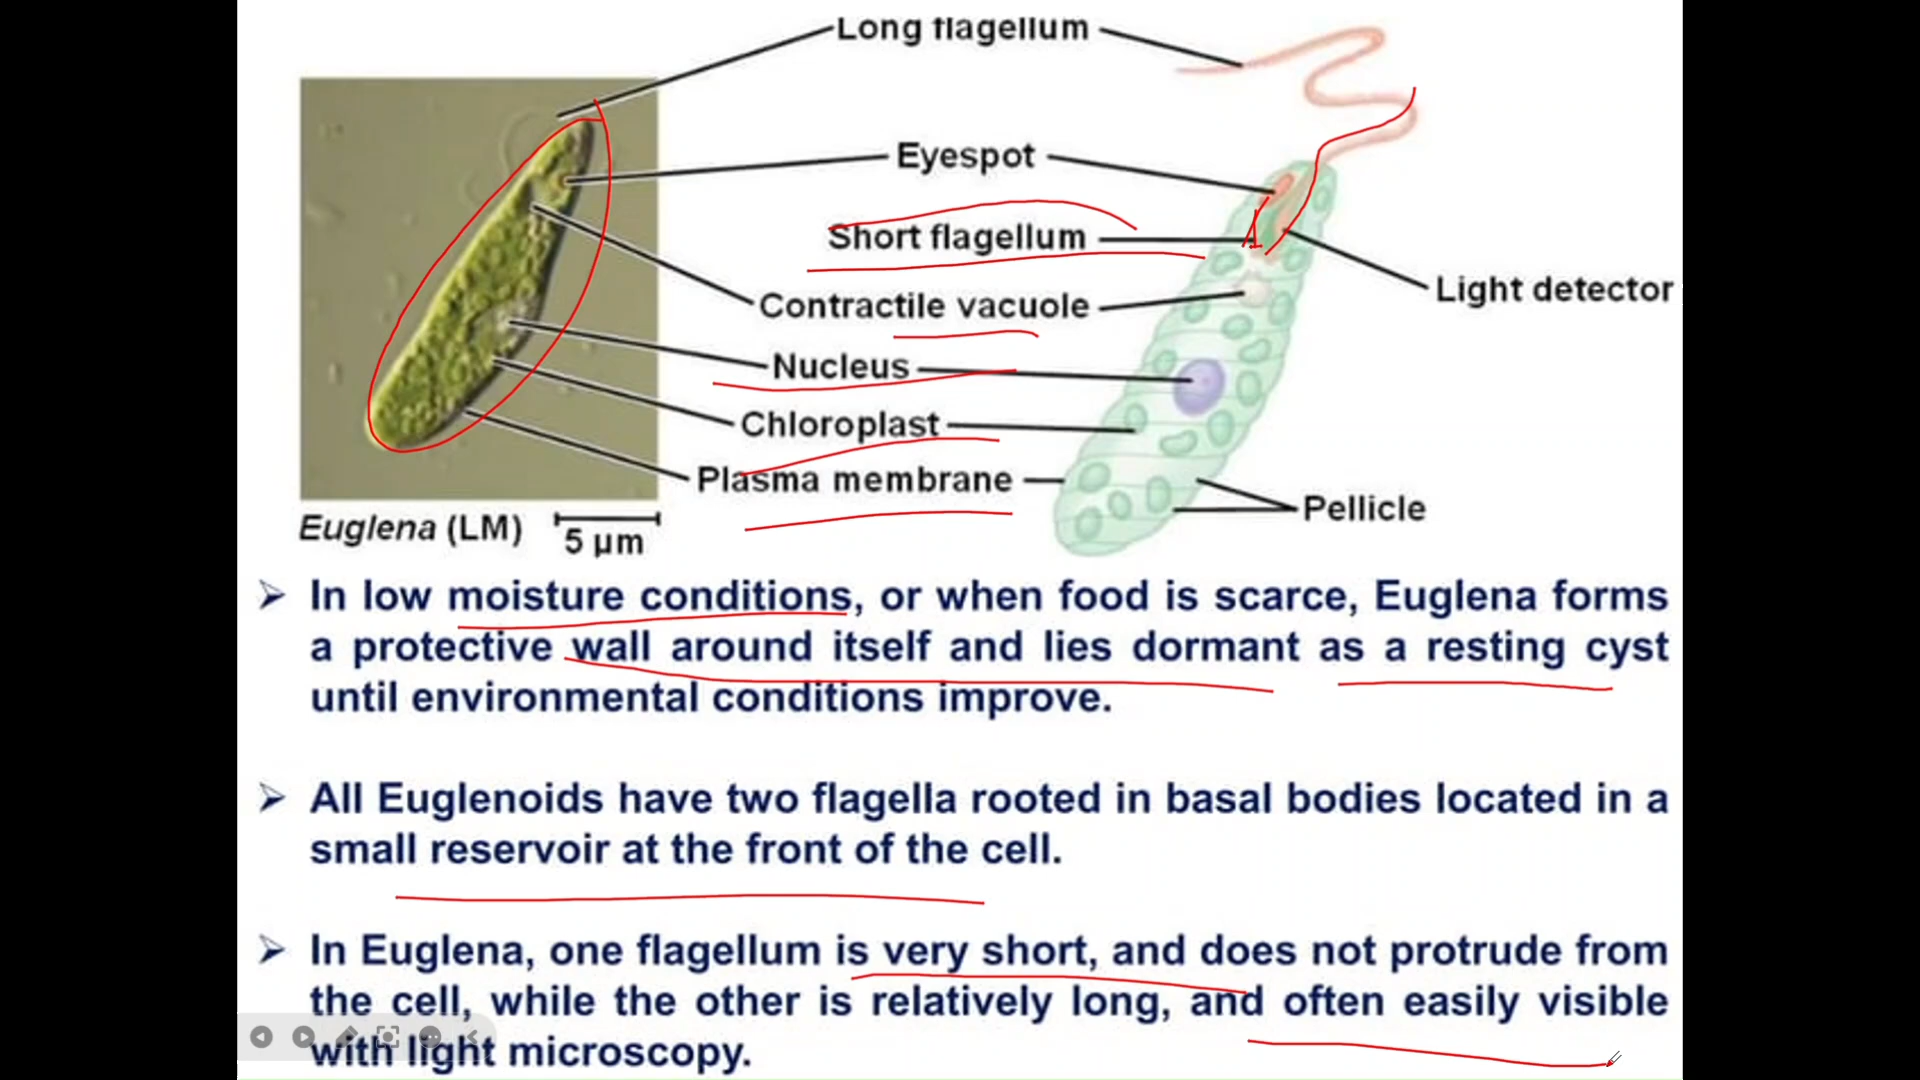 Long flagellum
Eyespot
Short flagellum
Contractile vacuole
Light detector
Nucleus
Chloroplast
Plasma membrane
Pellicle
Euglena (LM)
5 µm
➢ In low moisture conditions, or when food is scarce, Euglena forms
a protective wall around itself and lies dormant as a resting cyst
until environmental conditions improve.
➢ All Euglenoids have two flagella rooted in basal bodies located in a
small reservoir at the front of the cell.
➢ In Euglena, one flagellum is very short, and does not protrude from
the cell, while the other is relatively long, and often easily visible
with light microscopy.